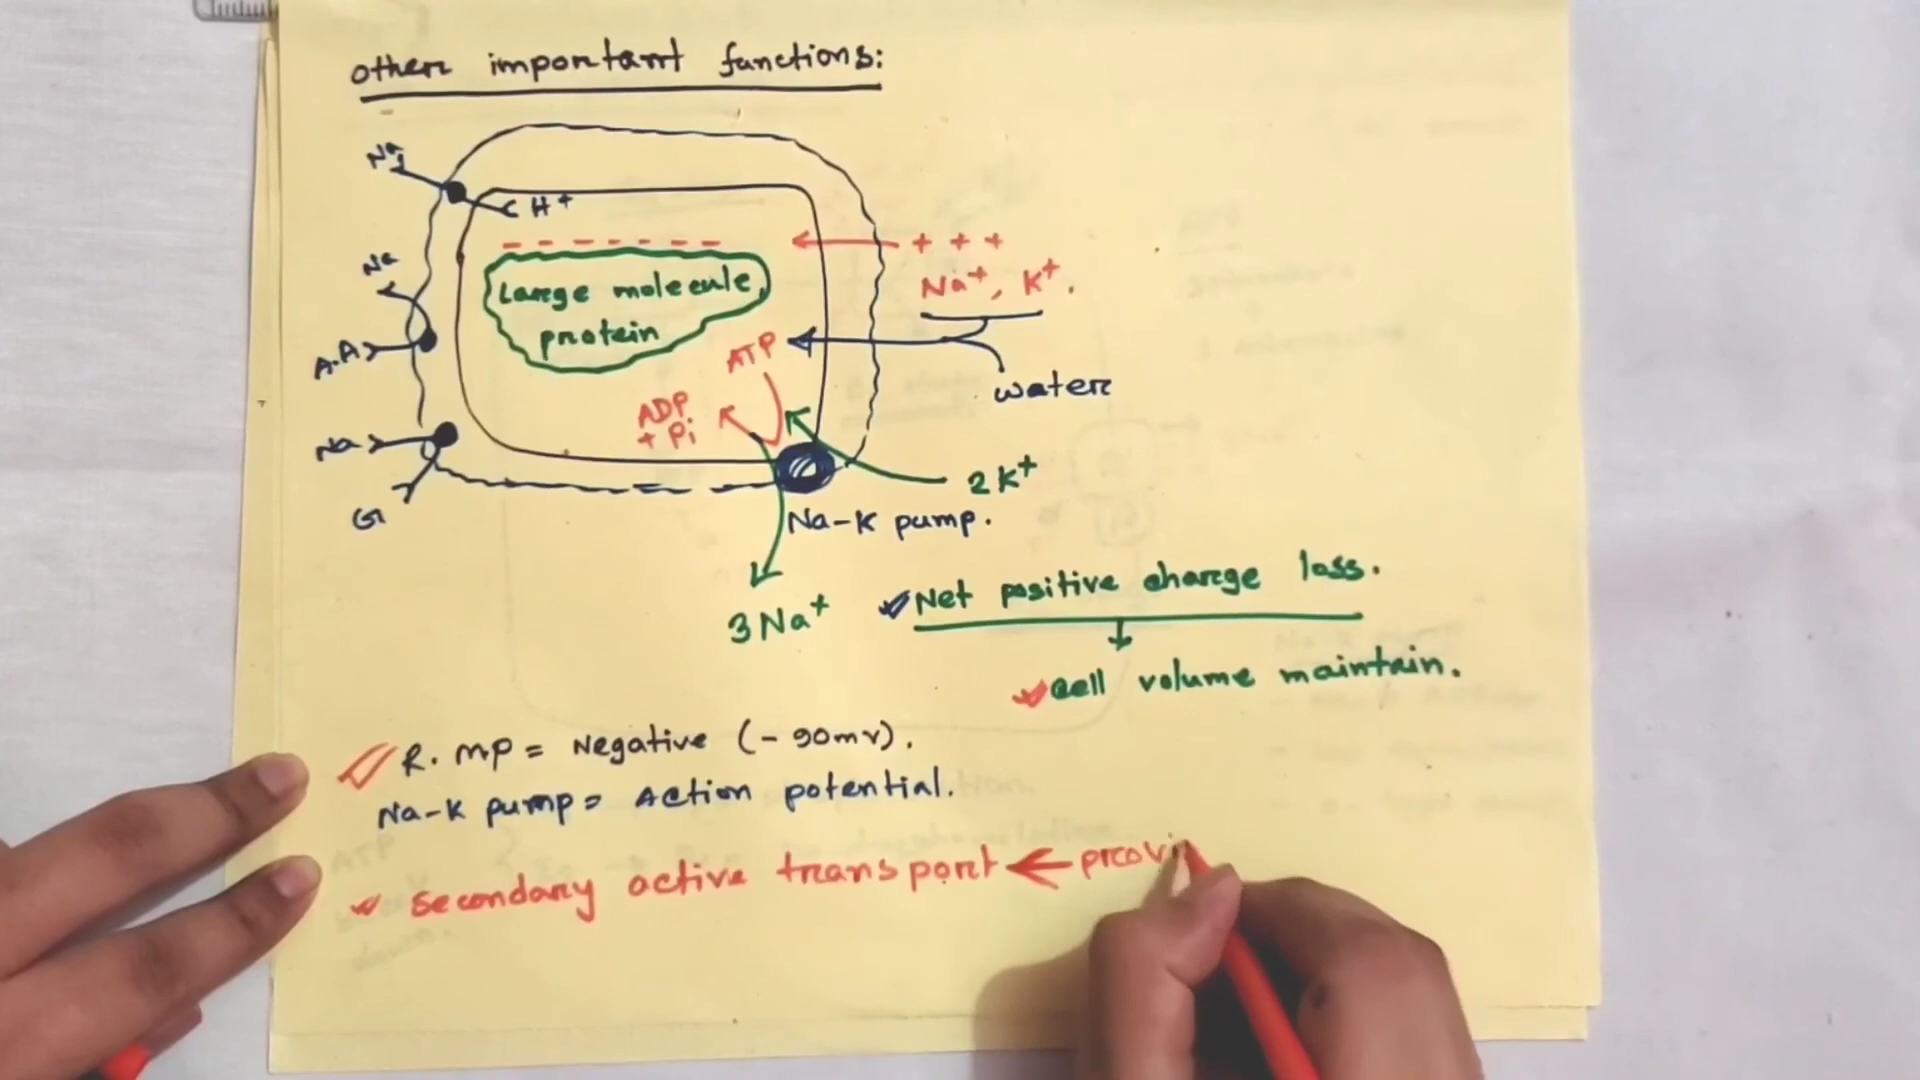 other important functions:
Na
H+
+ + +
Na+, K+.
Large molecule,
protein
Na
A.A
ATP
water
ADP
+ Pi
Na
G
2K+
Na-K pump.
3Na+
Net positive charge loss.
cell volume maintain.
R. mp = Negative (-90mv).
Na-K pump = Action potential.
secondary active transport ← provi